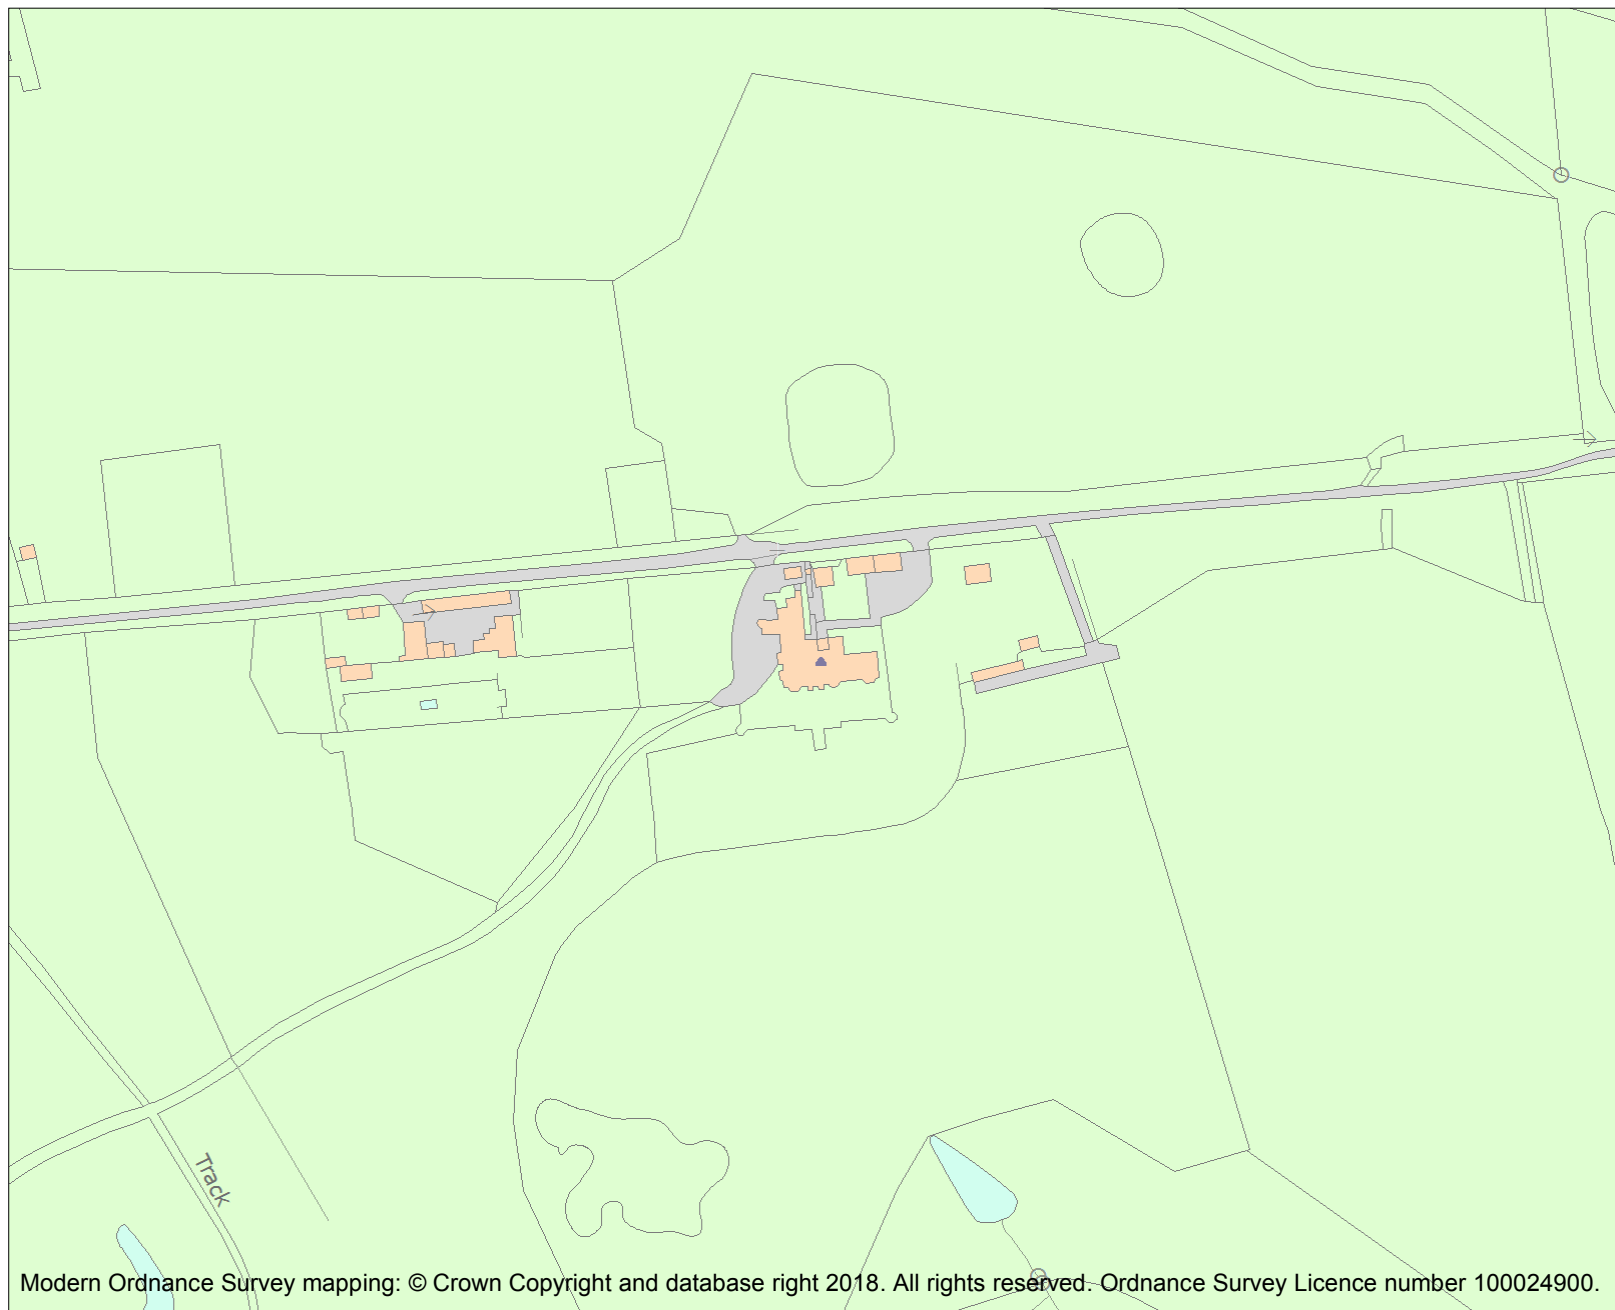 Track
Modern Ordnance Survey mapping: © Crown Copyright and database right 2018. All rights reserved. Ordnance Survey Licence number 100024900.